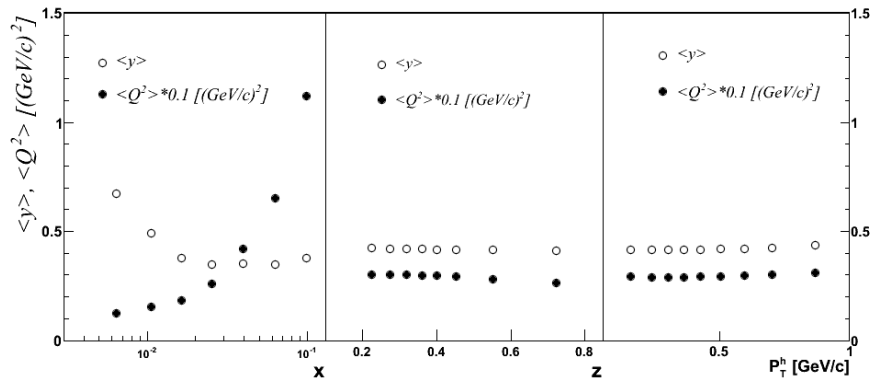 <y>, <Q²> [(GeV/c)²]
1.5
1
0.5
0
<y>
<Q²>*0.1 [(GeV/c)²]
10⁻²
10⁻¹
x
<y>
<Q²>*0.1 [(GeV/c)²]
0.2
0.4
0.6
0.8
z
<y>
<Q²>*0.1 [(GeV/c)²]
0.5
1
P_T^h [GeV/c]
1.5
1
0.5
0